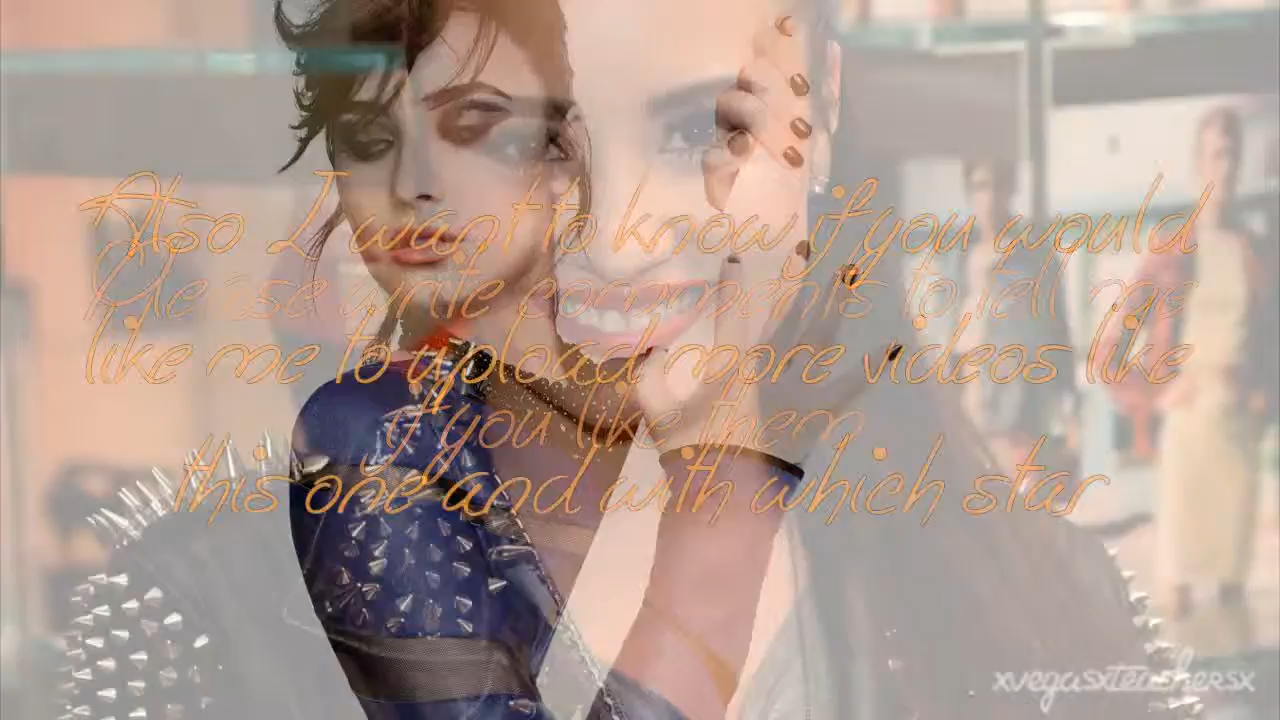 Also I want to know if you would
Please write comments to tell me
like me to upload more videos like
if you like them
this one and with which star